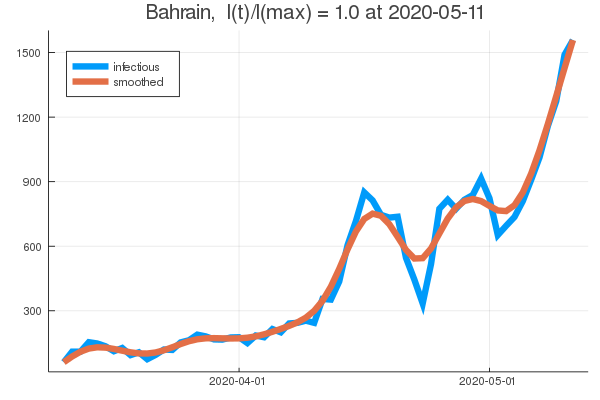 Bahrain,  I(t)/I(max) = 1.0 at 2020-05-11
1500
1200
900
600
300
infectious
smoothed
2020-04-01
2020-05-01